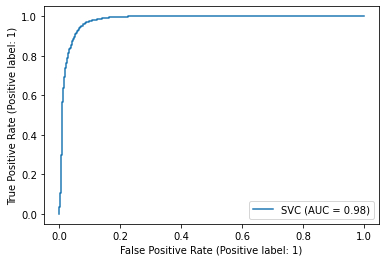 1.0
0.8
0.6
0.4
0.2
0.0
True Positive Rate (Positive label: 1)
SVC (AUC = 0.98)
0.0 0.2 0.4 0.6 0.8 1.0
False Positive Rate (Positive label: 1)